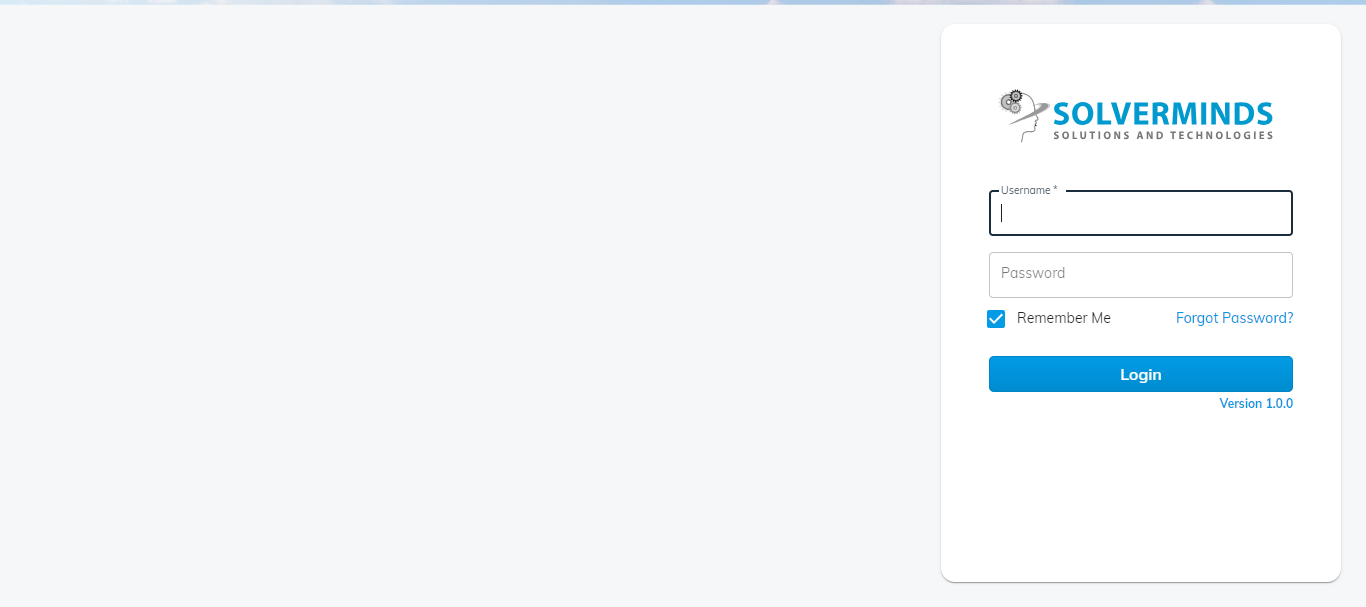 SOLVERMINDS
SOLUTIONS AND TECHNOLOGIES
Username *
Password
Remember Me Forgot Password?
Login
Version 1.0.0